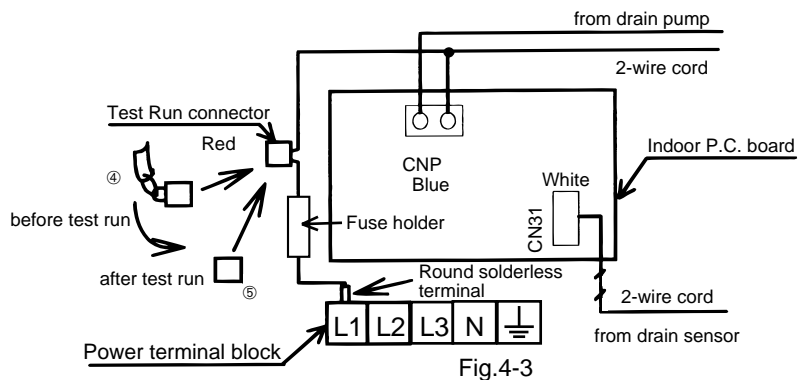 from drain pump
2-wire cord
Test Run connector
Red
Indoor P.C. board
CNP
Blue
White
CN31
④
before test run
Fuse holder
after test run
⑤
Round solderless
terminal
2-wire cord
L1 L2 L3 N
from drain sensor
Power terminal block
Fig.4-3